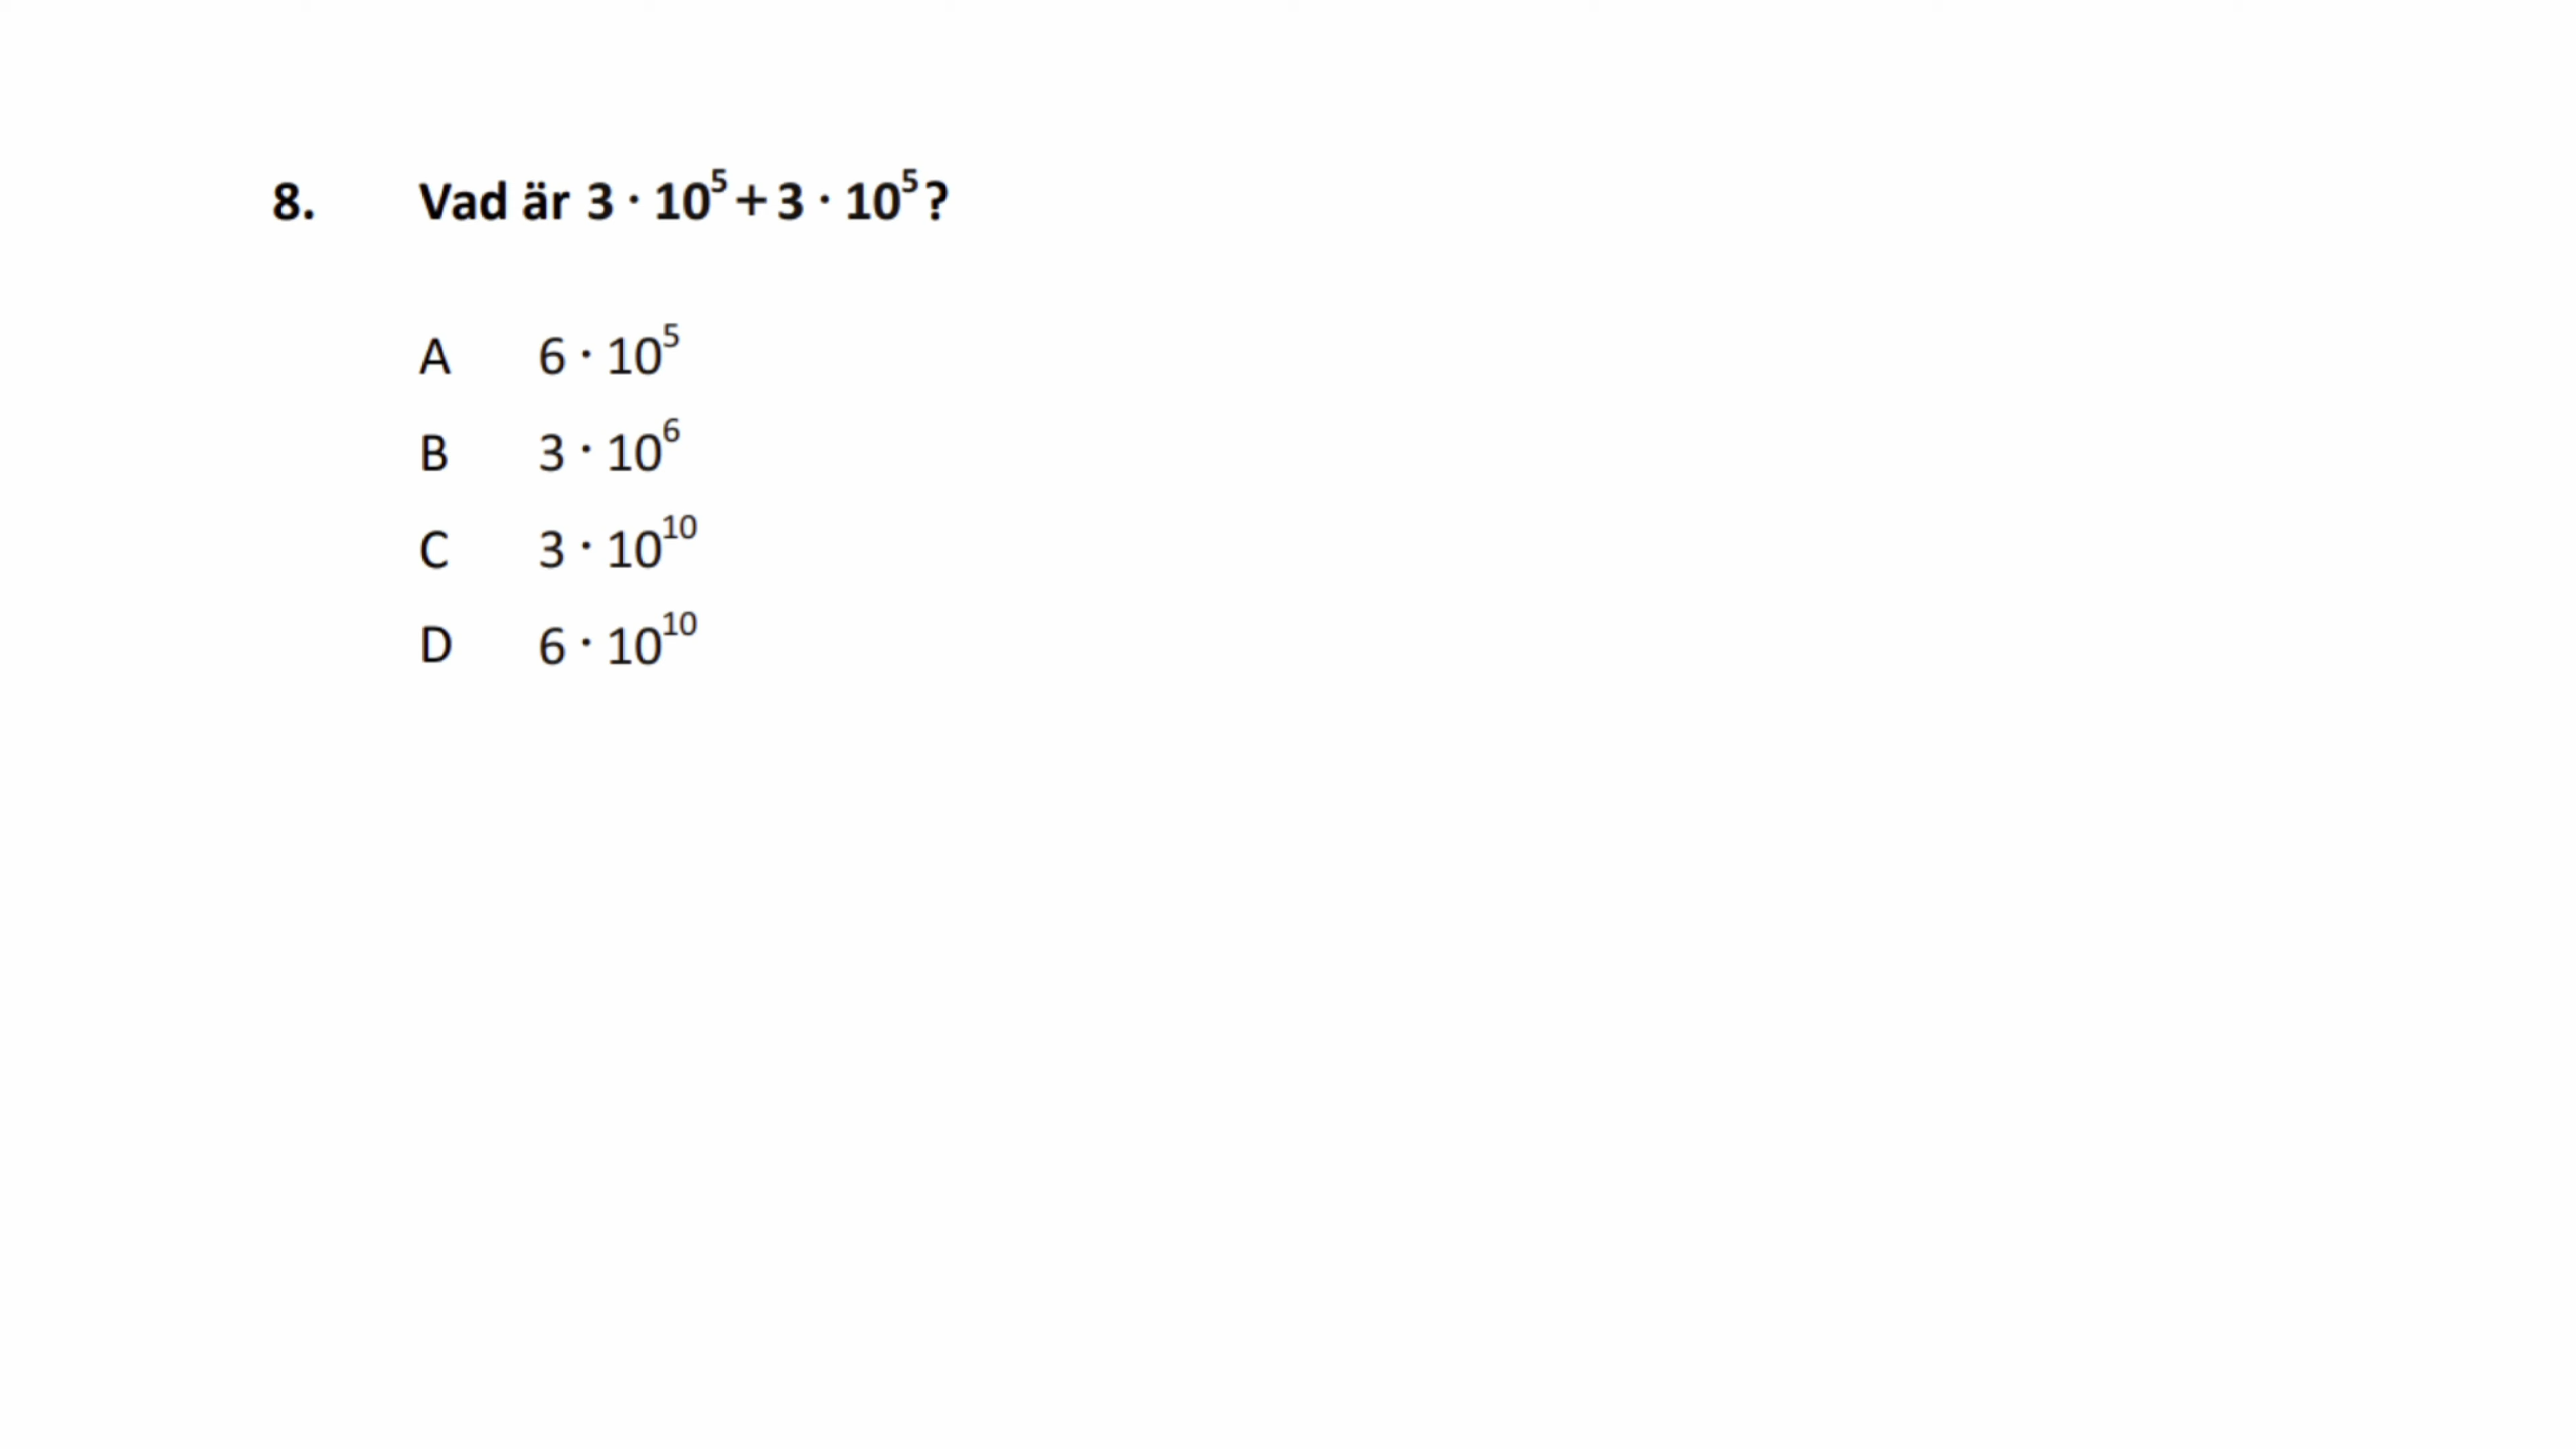 8. Vad är 3 · 10⁵ + 3 · 10⁵?
A 6 · 10⁵
B 3 · 10⁶
C 3 · 10¹⁰
D 6 · 10¹⁰